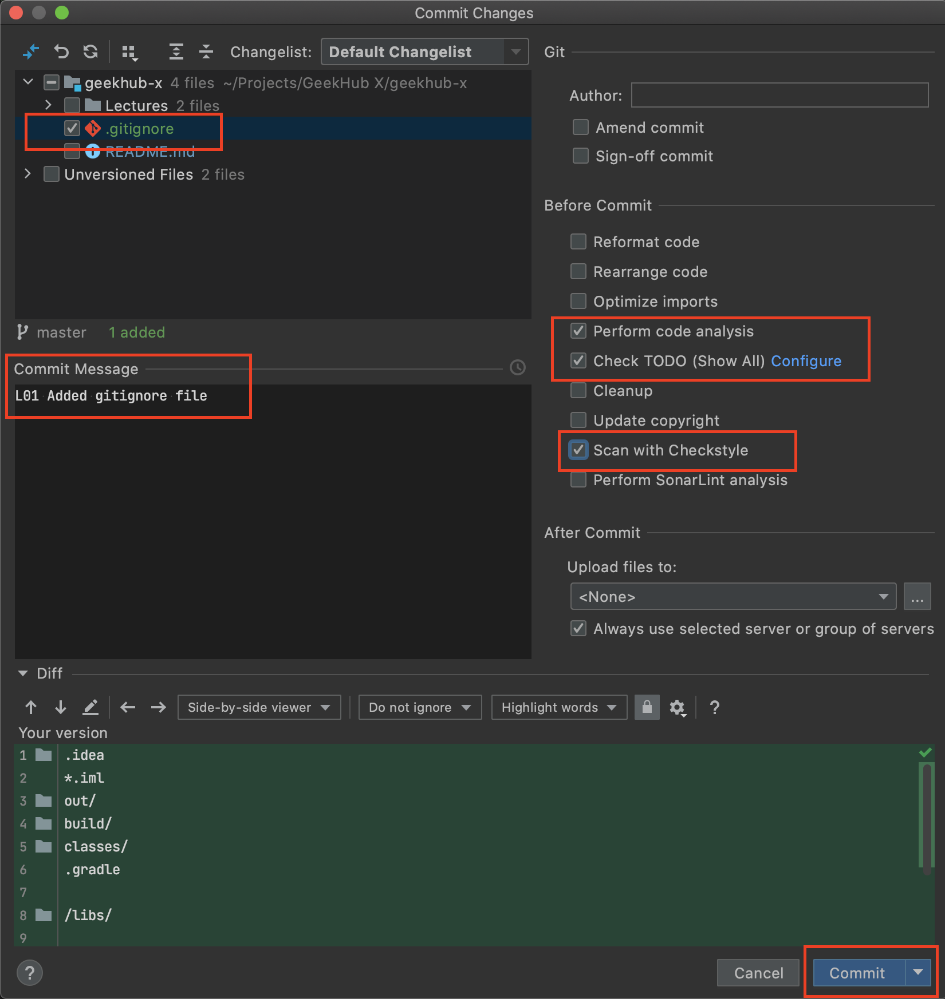 Commit Changes
Changelist: Default Changelist
geekhub-x 4 files ~/Projects/GeekHub X/geekhub-x
Lectures 2 files
.gitignore
README.md
Unversioned Files 2 files
master 1 added
Commit Message
L01 Added gitignore file
Git
Author:
Amend commit
Sign-off commit
Before Commit
Reformat code
Rearrange code
Optimize imports
Perform code analysis
Check TODO (Show All) Configure
Cleanup
Update copyright
Scan with Checkstyle
Perform SonarLint analysis
After Commit
Upload files to:
<None> ...
Always use selected server or group of servers
Diff
Side-by-side viewer Do not ignore Highlight words ?
Your version
1 .idea
2 *.iml
3 out/
4 build/
5 classes/
6 .gradle
7
8 /libs/
9
? Cancel Commit